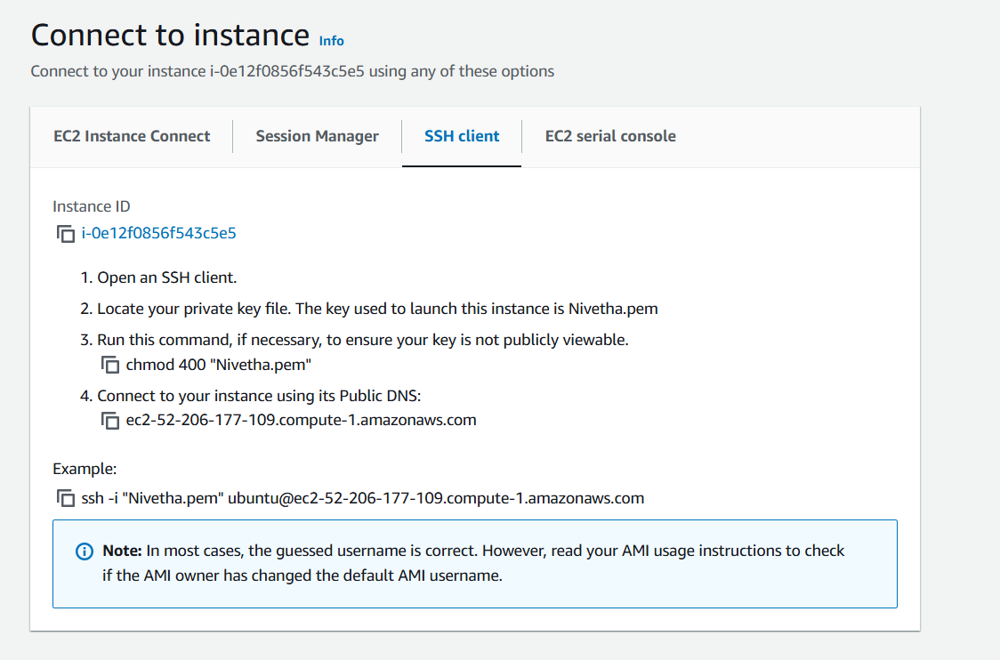 Connect to instance Info
Connect to your instance i-0e12f0856f543c5e5 using any of these options
EC2 Instance Connect
Session Manager
SSH client
EC2 serial console
Instance ID
i-0e12f0856f543c5e5
1. Open an SSH client.
2. Locate your private key file. The key used to launch this instance is Nivetha.pem
3. Run this command, if necessary, to ensure your key is not publicly viewable.
chmod 400 "Nivetha.pem"
4. Connect to your instance using its Public DNS:
ec2-52-206-177-109.compute-1.amazonaws.com
Example:
ssh -i "Nivetha.pem" ubuntu@ec2-52-206-177-109.compute-1.amazonaws.com
Note: In most cases, the guessed username is correct. However, read your AMI usage instructions to check
if the AMI owner has changed the default AMI username.